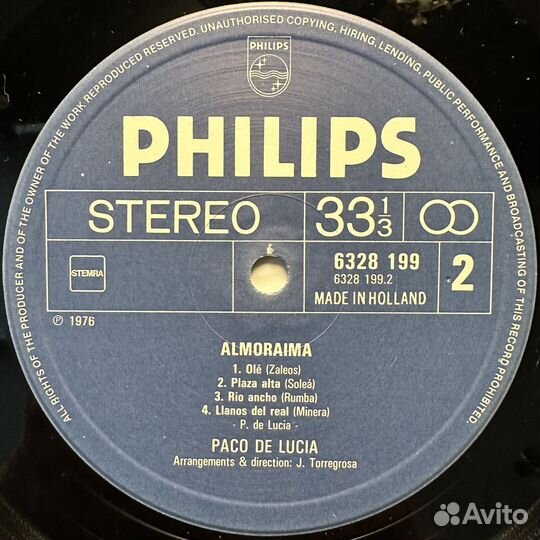 ALL RIGHTS OF THE PRODUCER AND OF THE OWNER OF THE WORK REPRODUCED RESERVED. UNAUTHORISED COPYING, HIRING, LENDING, PUBLIC PERFORMANCE AND BROADCASTING OF THIS RECORD PROHIBITED.
PHILIPS
PHILIPS
STEREO 33 1/3
STEMRA
6328 199
6328 199.2
MADE IN HOLLAND
2
℗ 1976
ALMORAIMA
1. Olé (Zaleos)
2. Plaza alta (Soleá)
3. Rio ancho (Rumba)
4. Llanos del real (Minera)
- P. de Lucia -
PACO DE LUCIA
Arrangements & direction: J. Torregrosa
Avito